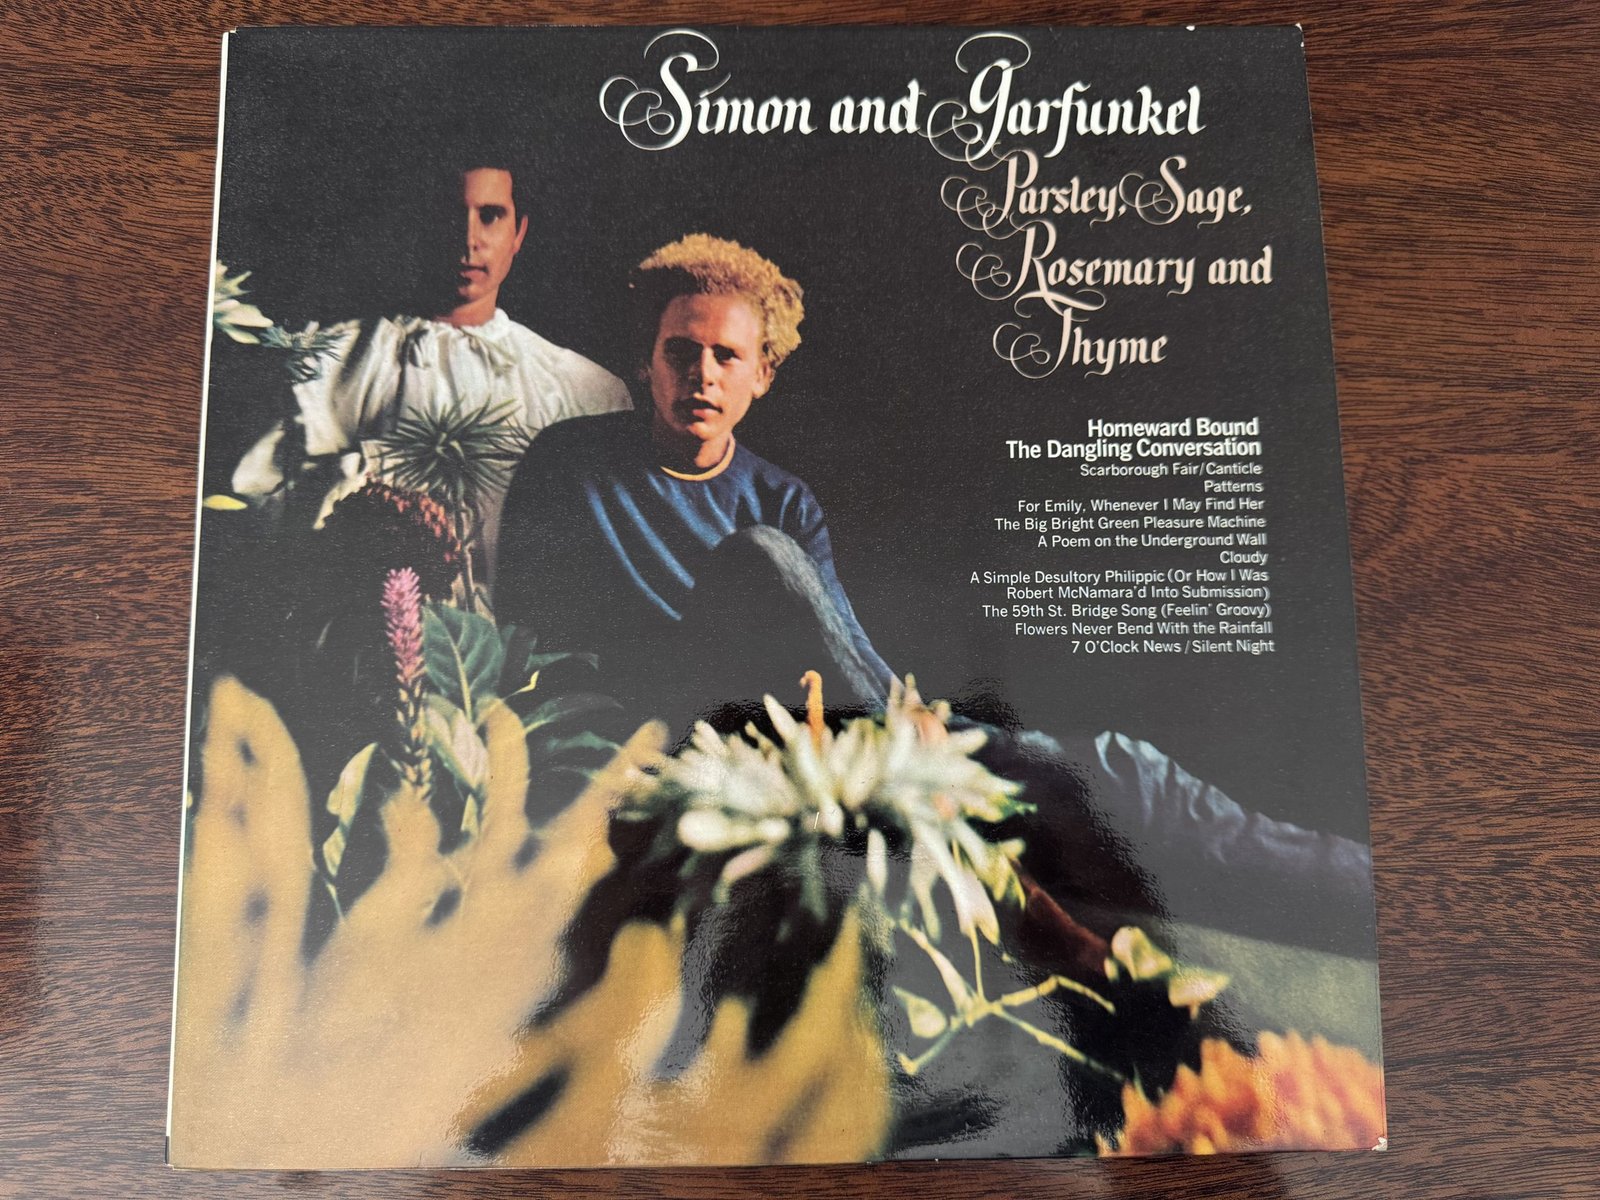 Simon and Garfunkel
Parsley, Sage,
Rosemary and
Thyme
Homeward Bound
The Dangling Conversation
Scarborough Fair/Canticle
Patterns
For Emily, Whenever I May Find Her
The Big Bright Green Pleasure Machine
A Poem on the Underground Wall
Cloudy
A Simple Desultory Philippic (Or How I Was
Robert McNamara'd Into Submission)
The 59th St. Bridge Song (Feelin' Groovy)
Flowers Never Bend With the Rainfall
7 O'Clock News / Silent Night